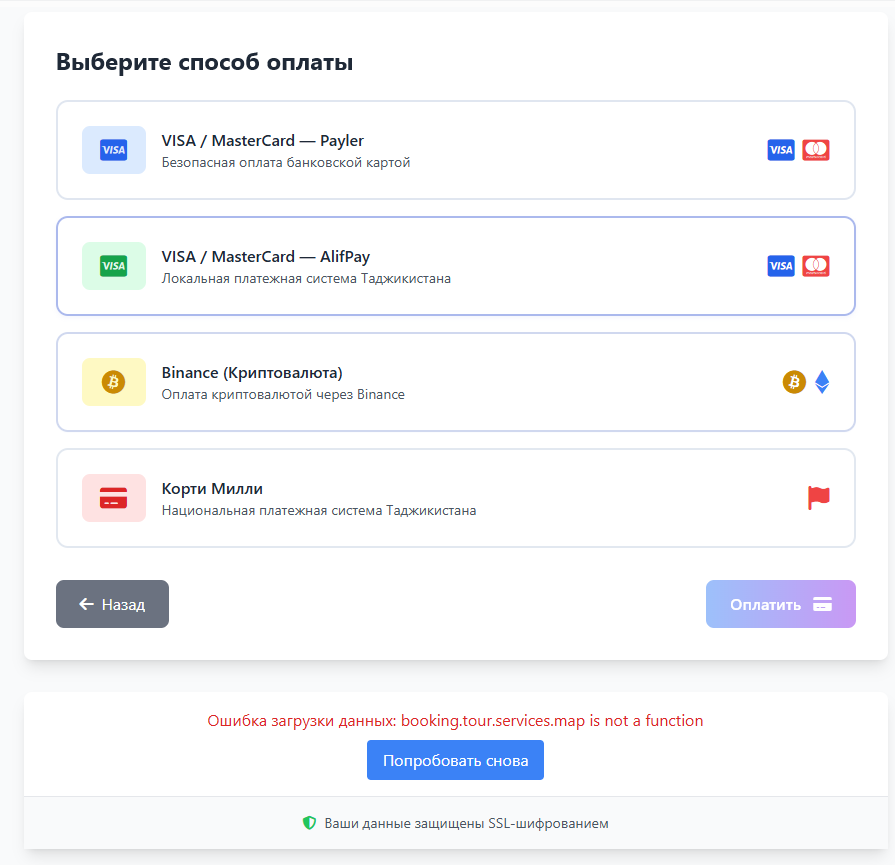 Выберите способ оплаты
VISA
VISA / MasterCard — Payler
Безопасная оплата банковской картой
VISA
VISA
VISA / MasterCard — AlifPay
Локальная платежная система Таджикистана
VISA
Binance (Криптовалюта)
Оплата криптовалютой через Binance
Корти Милли
Национальная платежная система Таджикистана
Назад
Оплатить
Ошибка загрузки данных: booking.tour.services.map is not a function
Попробовать снова
Ваши данные защищены SSL-шифрованием